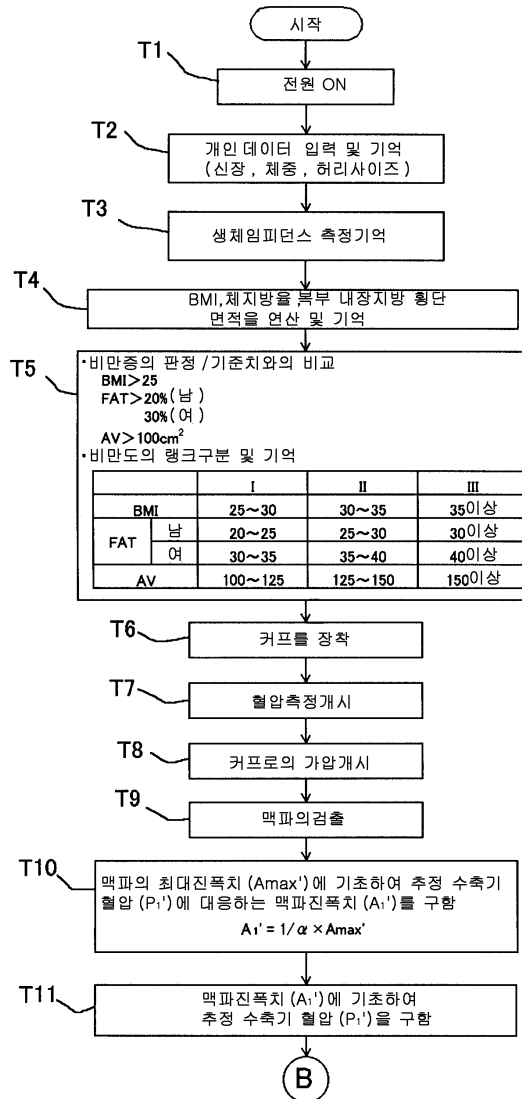 시작
T1
전원 ON
T2
개인 데이터 입력 및 기억
(신장, 체중, 허리사이즈)
T3
생체임피던스 측정기억
T4
BMI,체지방율,복부 내장지방 횡단
면적을 연산 및 기억
T5
·비만증의 판정 /기준치와의 비교
BMI>25
FAT>20%(남)
30%(여)
AV>100cm²
·비만도의 랭크구분 및 기억
I II III
BMI 25~30 30~35 35이상
FAT 남 20~25 25~30 30이상
여 30~35 35~40 40이상
AV 100~125 125~150 150이상
T6
커프를 장착
T7
혈압측정개시
T8
커프로의 가압개시
T9
맥파의검출
T10
맥파의 최대진폭치(Amax')에 기초하여 추정 수축기
혈압(P₁')에 대응하는 맥파진폭치(A₁')를 구함
A₁' = 1/α × Amax'
T11
맥파진폭치(A₁')에 기초하여
추정 수축기 혈압(P₁')을 구함
B